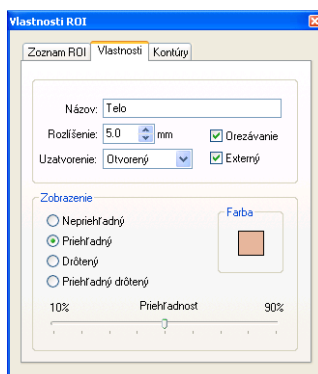 Vlastnosti ROI
Zoznam ROI Vlastnosti Kontúry
Názov: Telo
Rozlíšenie: 5.0 mm Orezávanie
Uzatvorenie: Otvorený Externý
Zobrazenie
Farba
Nepriehľadný
Priehľadný
Drôtený
Priehľadný drôtený
10% Priehľadnosť 90%